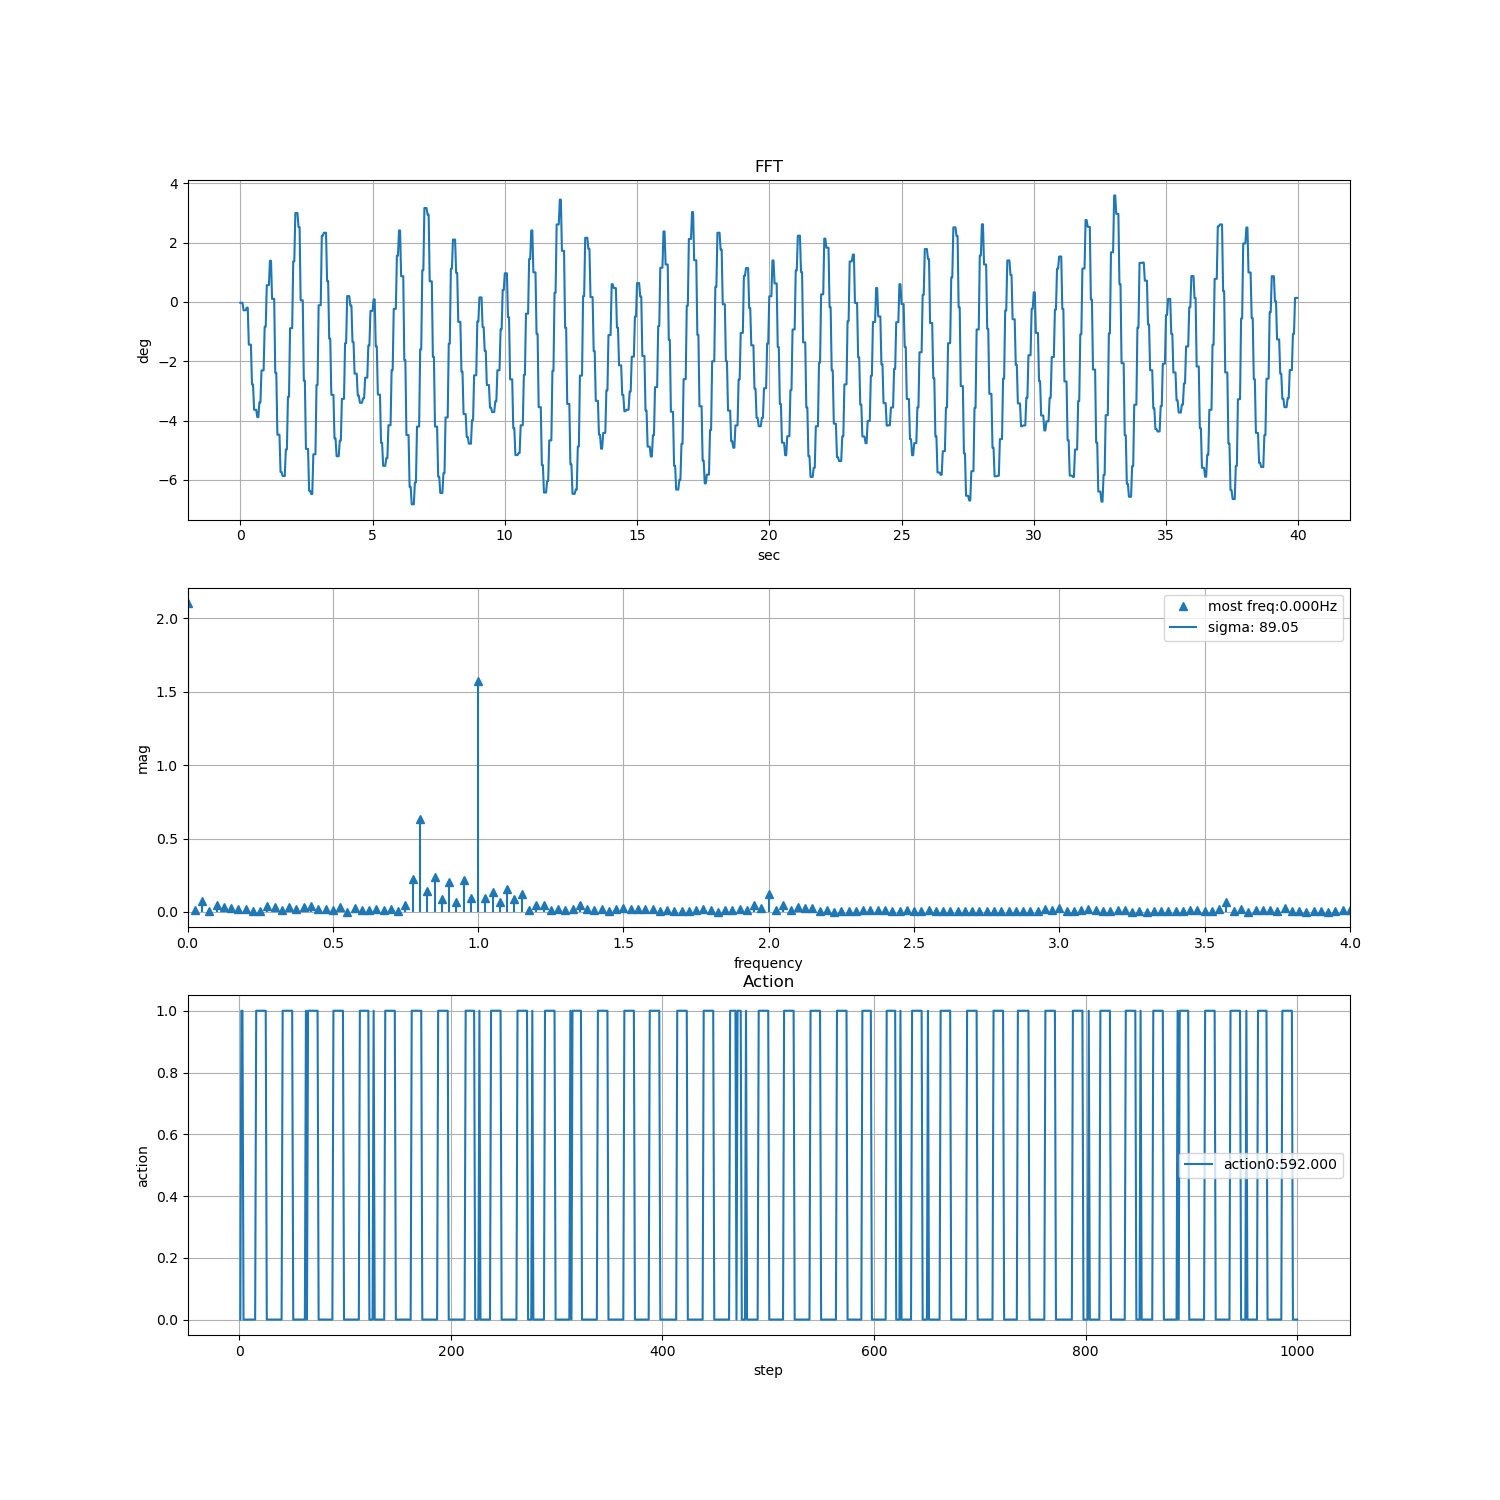 FFT
4
2
0
−2
−4
−6
deg
0 5 10 15 20 25 30 35 40
sec
2.0
1.5
1.0
0.5
0.0
mag
most freq:0.000Hz
sigma: 89.05
0.0 0.5 1.0 1.5 2.0 2.5 3.0 3.5 4.0
frequency
Action
1.0
0.8
0.6
0.4
0.2
0.0
action
action0:592.000
0 200 400 600 800 1000
step